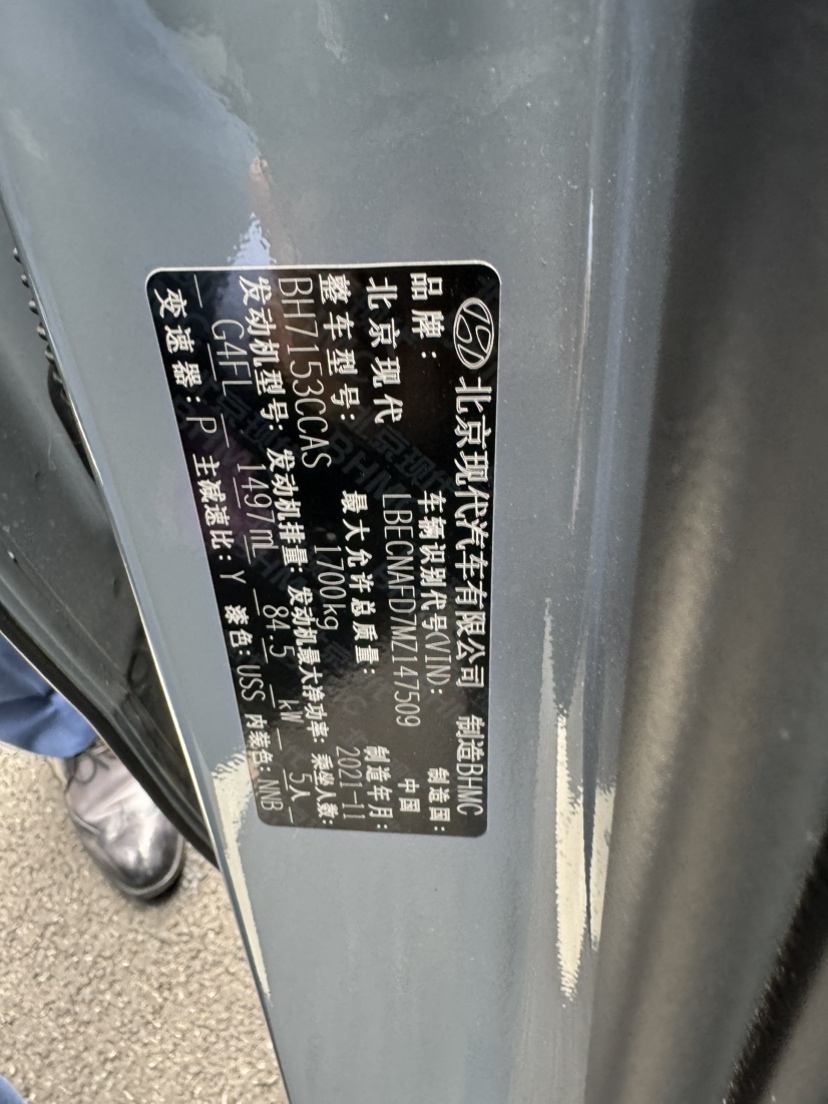 北京现代汽车有限公司 制造BHMC
品牌: 车辆识别代号(VIN): 制造国:
北京现代 LBECNAFD7MZ147509 中国
整车型号: 最大允许总质量: 制造年月:
BH7153CCAS 1700kg 2021-11
发动机型号: 发动机排量: 发动机最大净功率: 乘坐人数:
G4FL 1497mL 84.5 kW 5人
变速器: P 主减速比: Y 漆色: USS 内装色: NNB